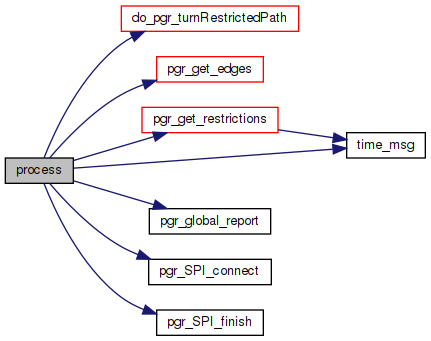 do_pgr_turnRestrictedPath
pgr_get_edges
pgr_get_restrictions
time_msg
process
pgr_global_report
pgr_SPI_connect
pgr_SPI_finish